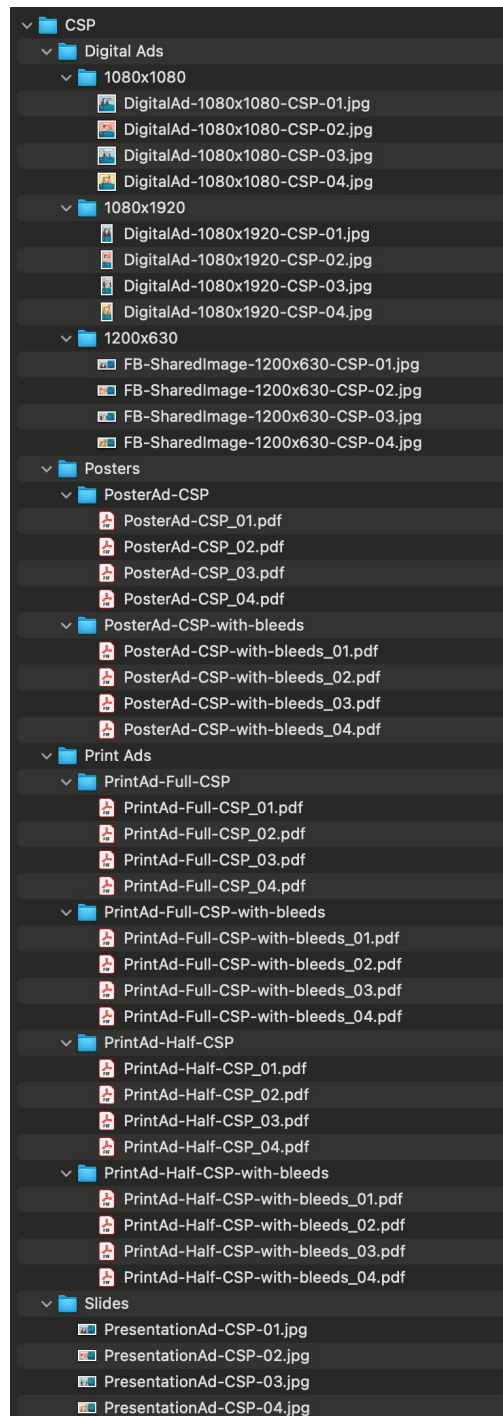 CSP
Digital Ads
1080x1080
DigitalAd-1080x1080-CSP-01.jpg
DigitalAd-1080x1080-CSP-02.jpg
DigitalAd-1080x1080-CSP-03.jpg
DigitalAd-1080x1080-CSP-04.jpg
1080x1920
DigitalAd-1080x1920-CSP-01.jpg
DigitalAd-1080x1920-CSP-02.jpg
DigitalAd-1080x1920-CSP-03.jpg
DigitalAd-1080x1920-CSP-04.jpg
1200x630
FB-SharedImage-1200x630-CSP-01.jpg
FB-SharedImage-1200x630-CSP-02.jpg
FB-SharedImage-1200x630-CSP-03.jpg
FB-SharedImage-1200x630-CSP-04.jpg
Posters
PosterAd-CSP
PosterAd-CSP_01.pdf
PosterAd-CSP_02.pdf
PosterAd-CSP_03.pdf
PosterAd-CSP_04.pdf
PosterAd-CSP-with-bleeds
PosterAd-CSP-with-bleeds_01.pdf
PosterAd-CSP-with-bleeds_02.pdf
PosterAd-CSP-with-bleeds_03.pdf
PosterAd-CSP-with-bleeds_04.pdf
Print Ads
PrintAd-Full-CSP
PrintAd-Full-CSP_01.pdf
PrintAd-Full-CSP_02.pdf
PrintAd-Full-CSP_03.pdf
PrintAd-Full-CSP_04.pdf
PrintAd-Full-CSP-with-bleeds
PrintAd-Full-CSP-with-bleeds_01.pdf
PrintAd-Full-CSP-with-bleeds_02.pdf
PrintAd-Full-CSP-with-bleeds_03.pdf
PrintAd-Full-CSP-with-bleeds_04.pdf
PrintAd-Half-CSP
PrintAd-Half-CSP_01.pdf
PrintAd-Half-CSP_02.pdf
PrintAd-Half-CSP_03.pdf
PrintAd-Half-CSP_04.pdf
PrintAd-Half-CSP-with-bleeds
PrintAd-Half-CSP-with-bleeds_01.pdf
PrintAd-Half-CSP-with-bleeds_02.pdf
PrintAd-Half-CSP-with-bleeds_03.pdf
PrintAd-Half-CSP-with-bleeds_04.pdf
Slides
PresentationAd-CSP-01.jpg
PresentationAd-CSP-02.jpg
PresentationAd-CSP-03.jpg
PresentationAd-CSP-04.jpg